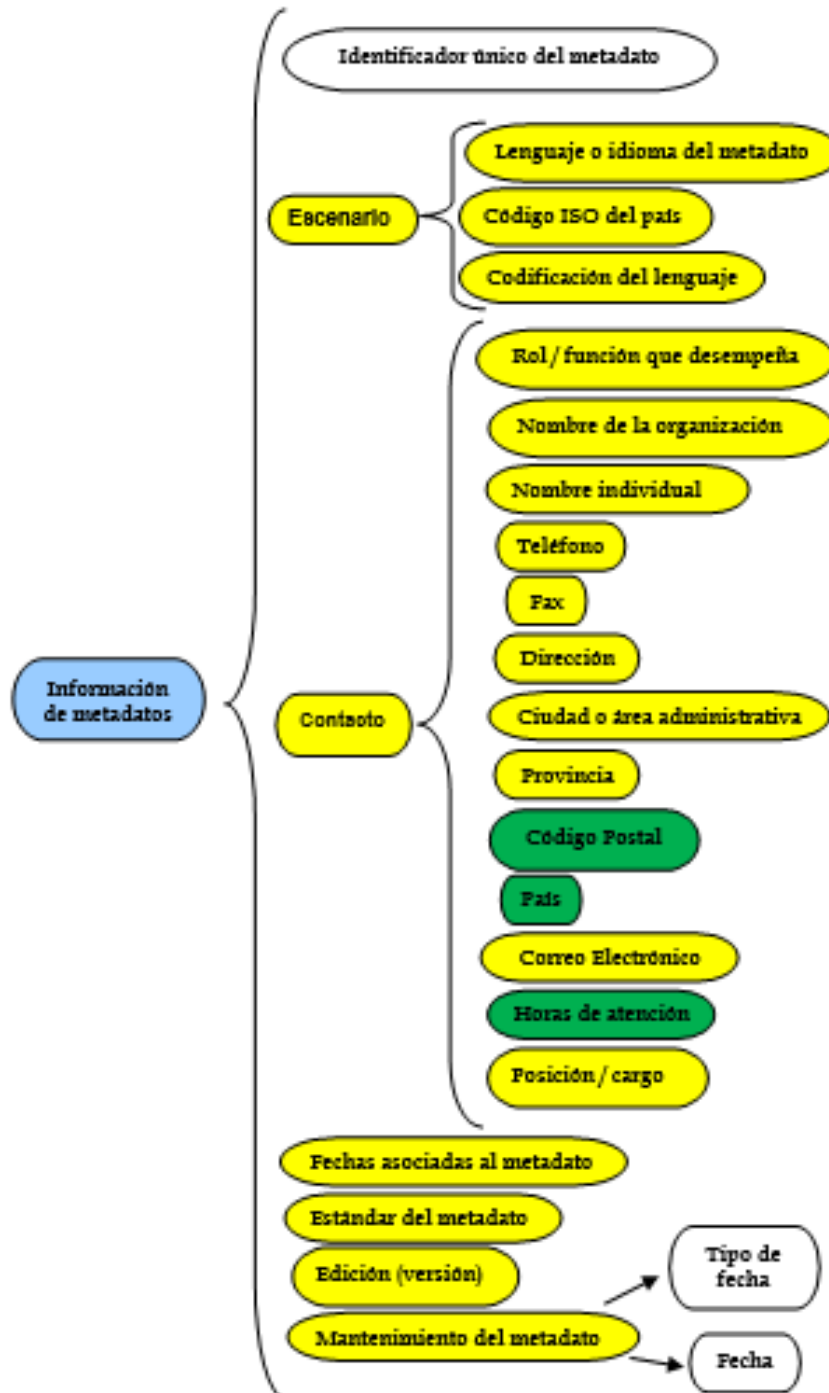 Identificador único del metadato
Lenguaje o idioma del metadato
Escenario
Código ISO del país
Codificación del lenguaje
Rol / función que desempeña
Nombre de la organización
Nombre individual
Teléfono
Fax
Dirección
Información
de metadatos
Contacto
Ciudad o área administrativa
Provincia
Código Postal
País
Correo Electrónico
Horas de atención
Posición / cargo
Fechas asociadas al metadato
Estándar del metadato
Edición (versión)
Tipo de
fecha
Mantenimiento del metadato
Fecha